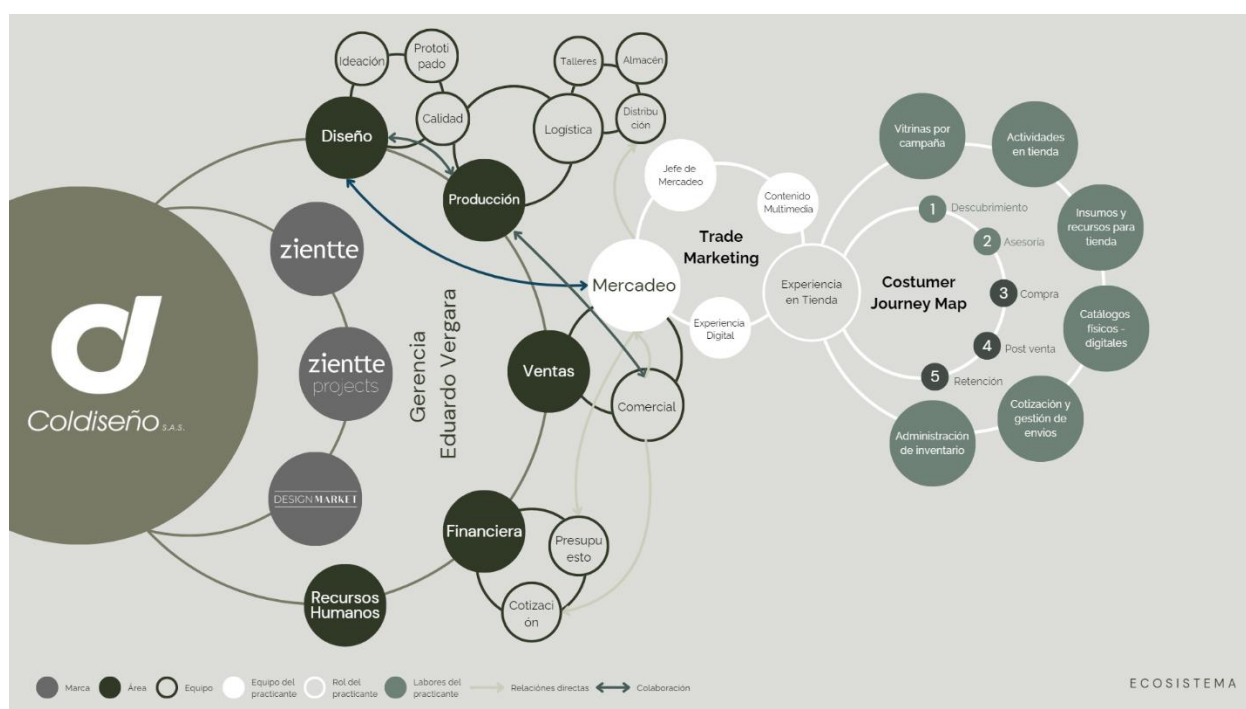 Coldiseño S.A.S.
zientte
zientte
projects
DESIGN MARKET
Gerencia
Eduardo Vergara
Diseño
Ideación
Prototi
pado
Calidad
Producción
Logística
Talleres
Almacén
Distribu
ción
Ventas
Mercadeo
Comercial
Financiera
Presupu
esto
Cotizaci
ón
Recursos
Humanos
Jefe de
Mercadeo
Contenido
Multimedia
Trade
Marketing
Experiencia
Digital
Experiencia
en Tienda
Costumer
Journey Map
1 Descubrimiento
2 Asesoria
3 Compra
4 Post venta
5 Retención
Vitrinas por
campaña
Actividades
en tienda
Insumos y
recursos para
tienda
Catálogos
físicos -
digitales
Cotización y
gestión de
envíos
Administración
de inventario
Marca
Área
Equipo
Equipo del
practicante
Rol del
practicante
Labores del
practicante
Relaciónes directas
Colaboración
ECOSISTEMA